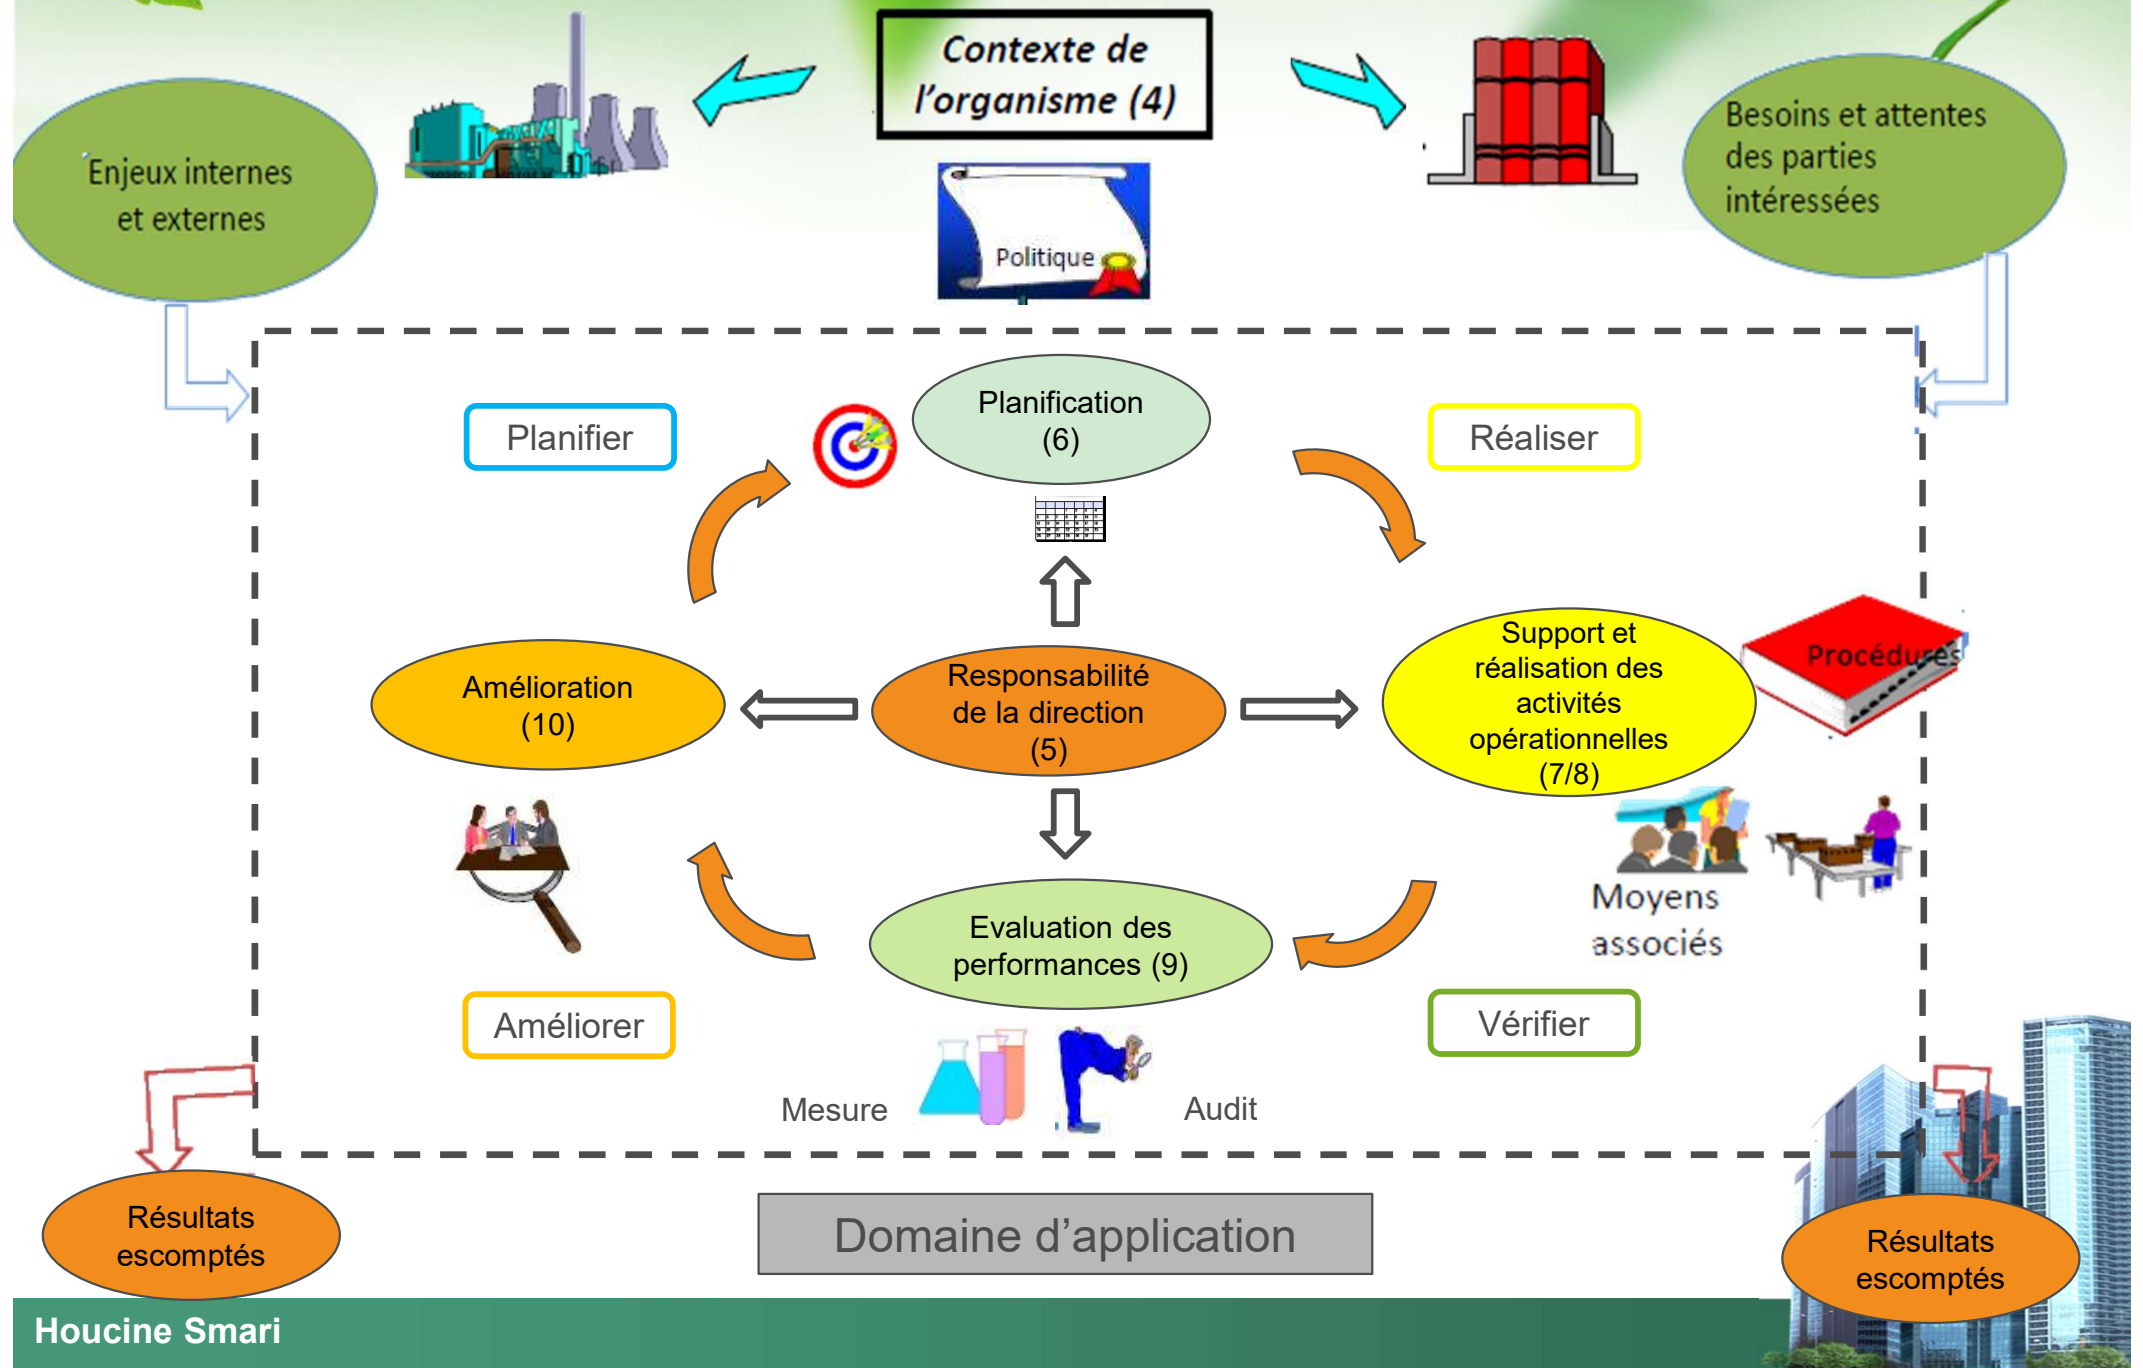 Contexte de
l'organisme (4)
Enjeux internes
et externes
Besoins et attentes
des parties
intéressées
Politique
Planification
(6)
Planifier
Réaliser
Support et
réalisation des
activités
opérationnelles
(7/8)
Procédures
Amélioration
(10)
Responsabilité
de la direction
(5)
Moyens
associés
Evaluation des
performances (9)
Améliorer
Vérifier
Mesure
Audit
Résultats
escomptés
Domaine d’application
Résultats
escomptés
Houcine Smari